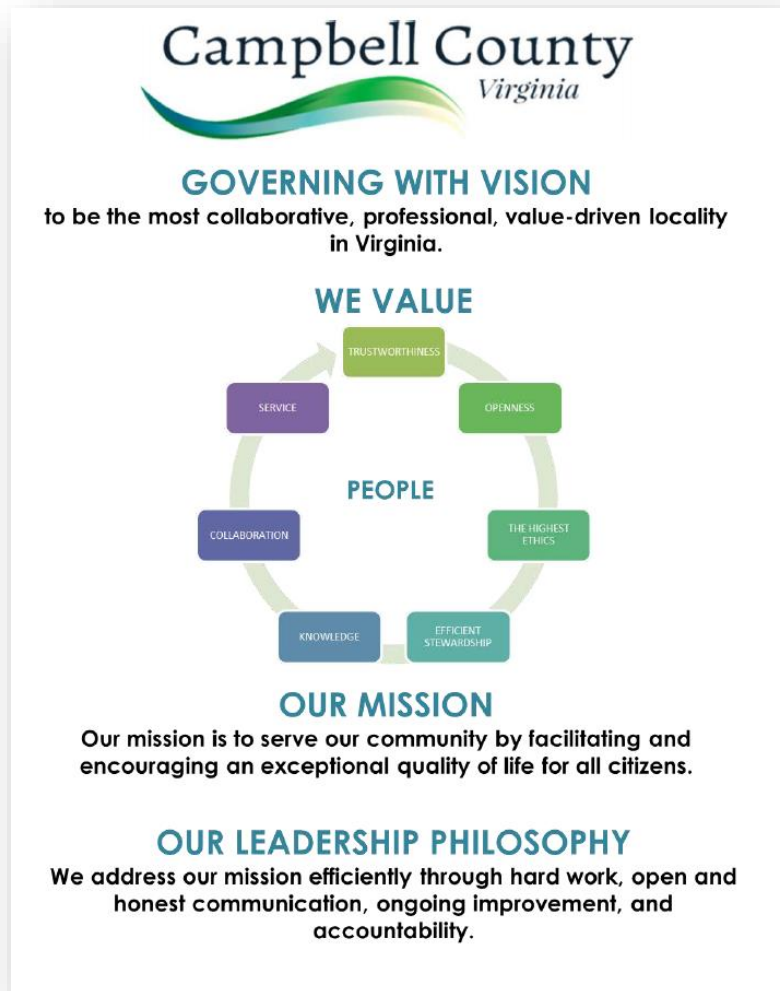 Campbell County
Virginia
GOVERNING WITH VISION
to be the most collaborative, professional, value-driven locality
in Virginia.
WE VALUE
TRUSTWORTHINESS
OPENNESS
THE HIGHEST
ETHICS
EFFICIENT
STEWARDSHIP
KNOWLEDGE
COLLABORATION
SERVICE
PEOPLE
OUR MISSION
Our mission is to serve our community by facilitating and
encouraging an exceptional quality of life for all citizens.
OUR LEADERSHIP PHILOSOPHY
We address our mission efficiently through hard work, open and
honest communication, ongoing improvement, and
accountability.